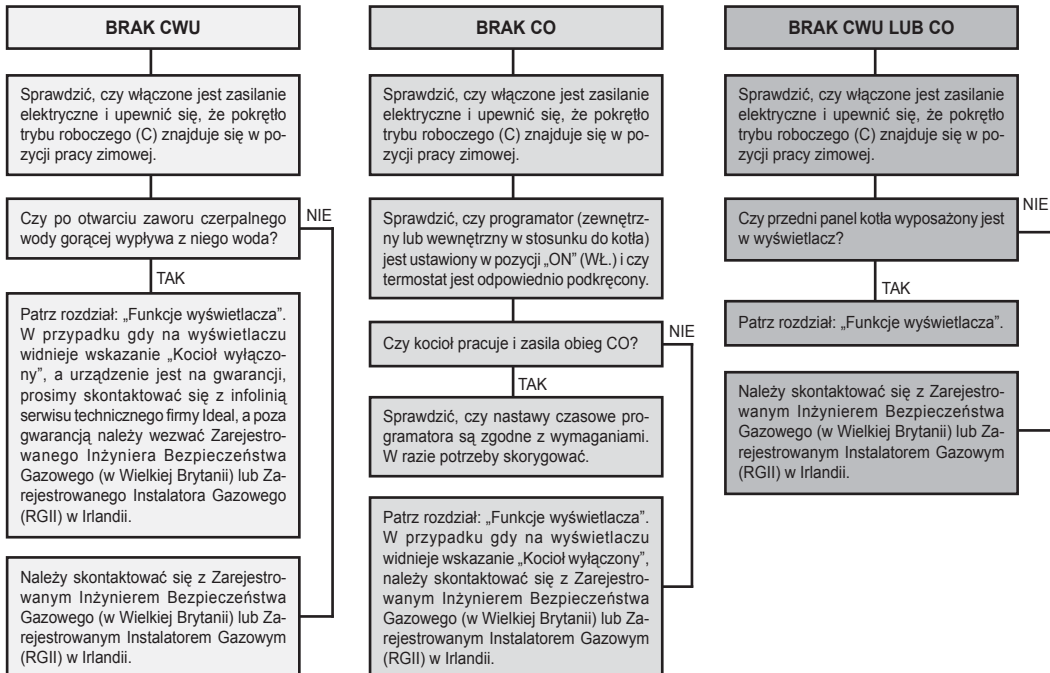 BRAK CWU
Sprawdzić, czy włączone jest zasilanie
elektryczne i upewnić się, że pokrętło
trybu roboczego (C) znajduje się w po-
zycji pracy zimowej.
Czy po otwarciu zaworu czerpalnego
wody gorącej wypływa z niego woda?
NIE
TAK
Patrz rozdział: „Funkcje wyświetlacza”.
W przypadku gdy na wyświetlaczu
widnieje wskazanie „Kocioł wyłączo-
ny”, a urządzenie jest na gwarancji,
prosimy skontaktować się z infolinią
serwisu technicznego firmy Ideal, a poza
gwarancją należy wezwać Zarejestro-
wanego Inżyniera Bezpieczeństwa
Gazowego (w Wielkiej Brytanii) lub Za-
rejestrowanego Instalatora Gazowego
(RGII) w Irlandii.
Należy skontaktować się z Zarejestro-
wanym Inżynierem Bezpieczeństwa
Gazowego (w Wielkiej Brytanii) lub Za-
rejestrowanym Instalatorem Gazowym
(RGII) w Irlandii.
BRAK CO
Sprawdzić, czy włączone jest zasilanie
elektryczne i upewnić się, że pokrętło
trybu roboczego (C) znajduje się w po-
zycji pracy zimowej.
Sprawdzić, czy programator (zewnętrz-
ny lub wewnętrzny w stosunku do kotła)
jest ustawiony w pozycji „ON” (WŁ.) i czy
termostat jest odpowiednio podkręcony.
Czy kocioł pracuje i zasila obieg CO?
NIE
TAK
Sprawdzić, czy nastawy czasowe pro-
gramatora są zgodne z wymaganiami.
W razie potrzeby skorygować.
Patrz rozdział: „Funkcje wyświetlacza”.
W przypadku gdy na wyświetlaczu
widnieje wskazanie „Kocioł wyłączony”,
należy skontaktować się z Zarejestro-
wanym Inżynierem Bezpieczeństwa
Gazowego (w Wielkiej Brytanii) lub Za-
rejestrowanym Instalatorem Gazowym
(RGII) w Irlandii.
BRAK CWU LUB CO
Sprawdzić, czy włączone jest zasilanie
elektryczne i upewnić się, że pokrętło
trybu roboczego (C) znajduje się w po-
zycji pracy zimowej.
Czy przedni panel kotła wyposażony jest
w wyświetlacz?
NIE
TAK
Patrz rozdział: „Funkcje wyświetlacza”.
Należy skontaktować się z Zarejestro-
wanym Inżynierem Bezpieczeństwa
Gazowego (w Wielkiej Brytanii) lub Za-
rejestrowanym Instalatorem Gazowym
(RGII) w Irlandii.